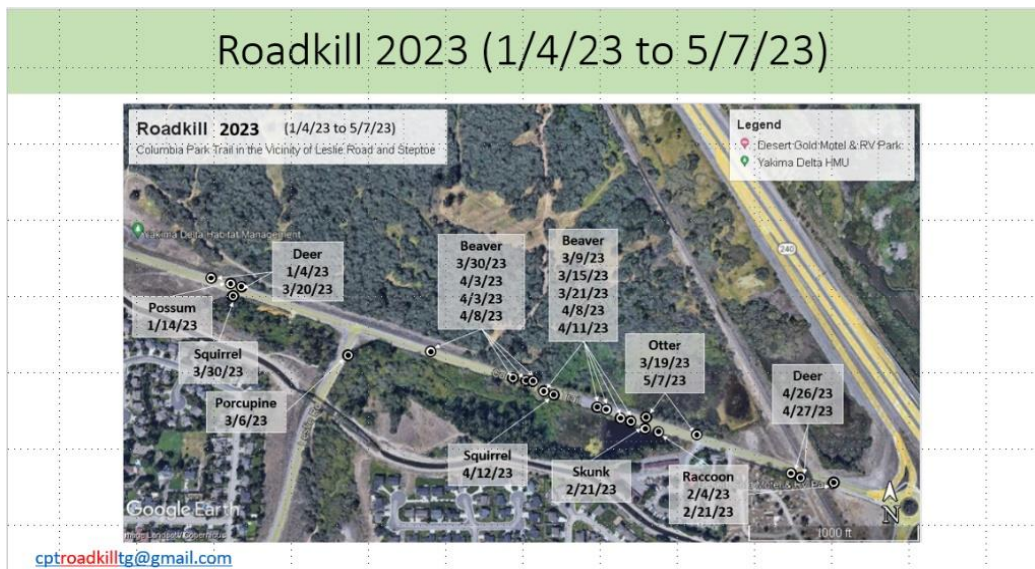 Roadkill 2023 (1/4/23 to 5/7/23)
Roadkill 2023 (1/4/23 to 5/7/23)
Columbia Park Trail in the Vicinity of Leslie Road and Steptoe
Legend
Desert Gold Motel & RV Park
Yakima Delta HMU
Yakima Delta Habitat Management
240
Deer
1/4/23
3/20/23
Beaver
3/30/23
4/3/23
4/3/23
4/8/23
Beaver
3/9/23
3/15/23
3/21/23
4/8/23
4/11/23
Possum
1/14/23
Squirrel
3/30/23
Otter
3/19/23
5/7/23
Deer
4/26/23
4/27/23
Porcupine
3/6/23
Squirrel
4/12/23
Skunk
2/21/23
Raccoon
2/4/23
2/21/23
N
Google Earth
1000 ft
cptroadkilltg@gmail.com